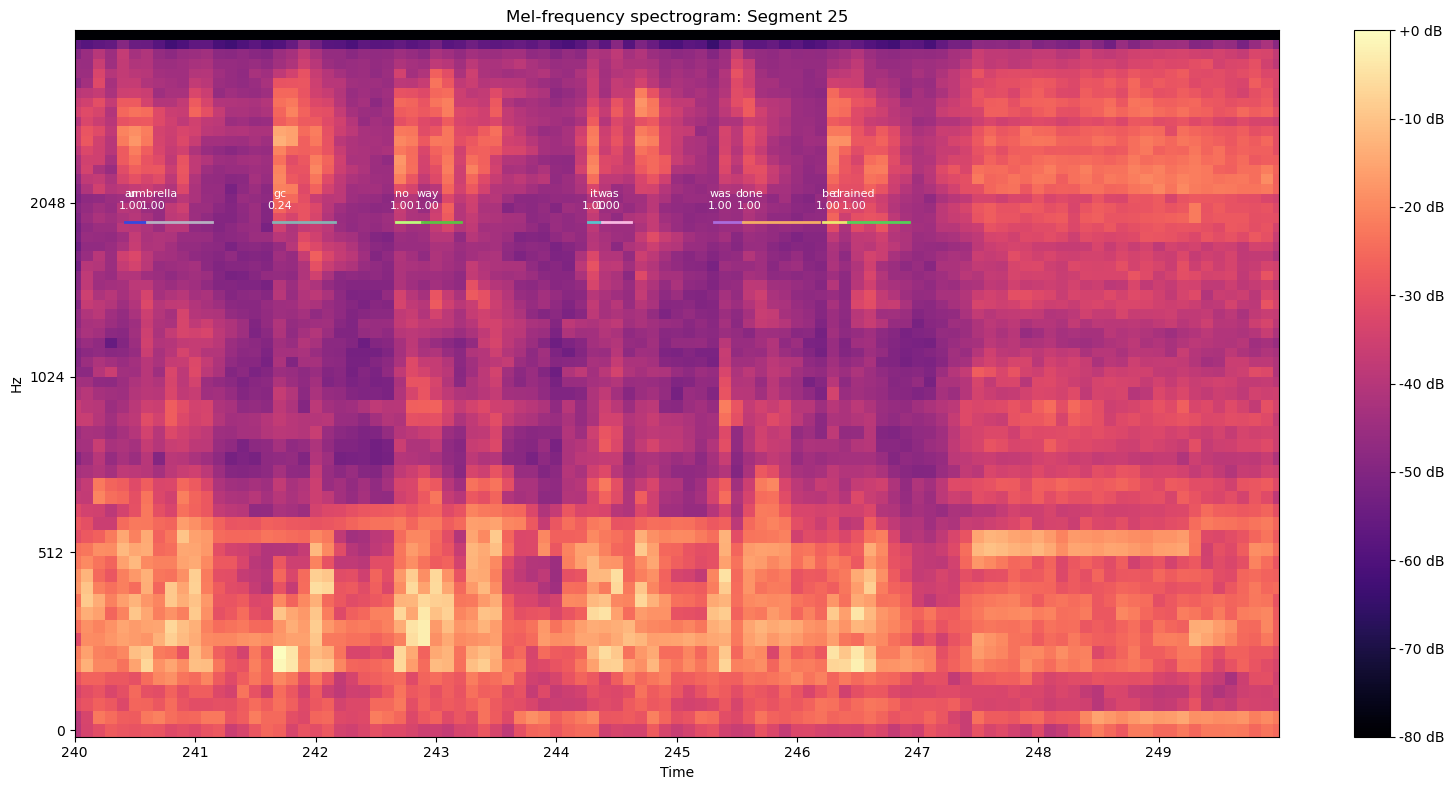 Mel-frequency spectrogram: Segment 25
+0 dB
-10 dB
-20 dB
-30 dB
-40 dB
-50 dB
-60 dB
-70 dB
-80 dB
Hz
2048
1024
512
0
an umbrella gc no way it was was done be drained
1.00 1.00 0.24 1.00 1.00 1.00 1.00 1.00 1.00 1.00 1.00
240 241 242 243 244 245 246 247 248 249
Time